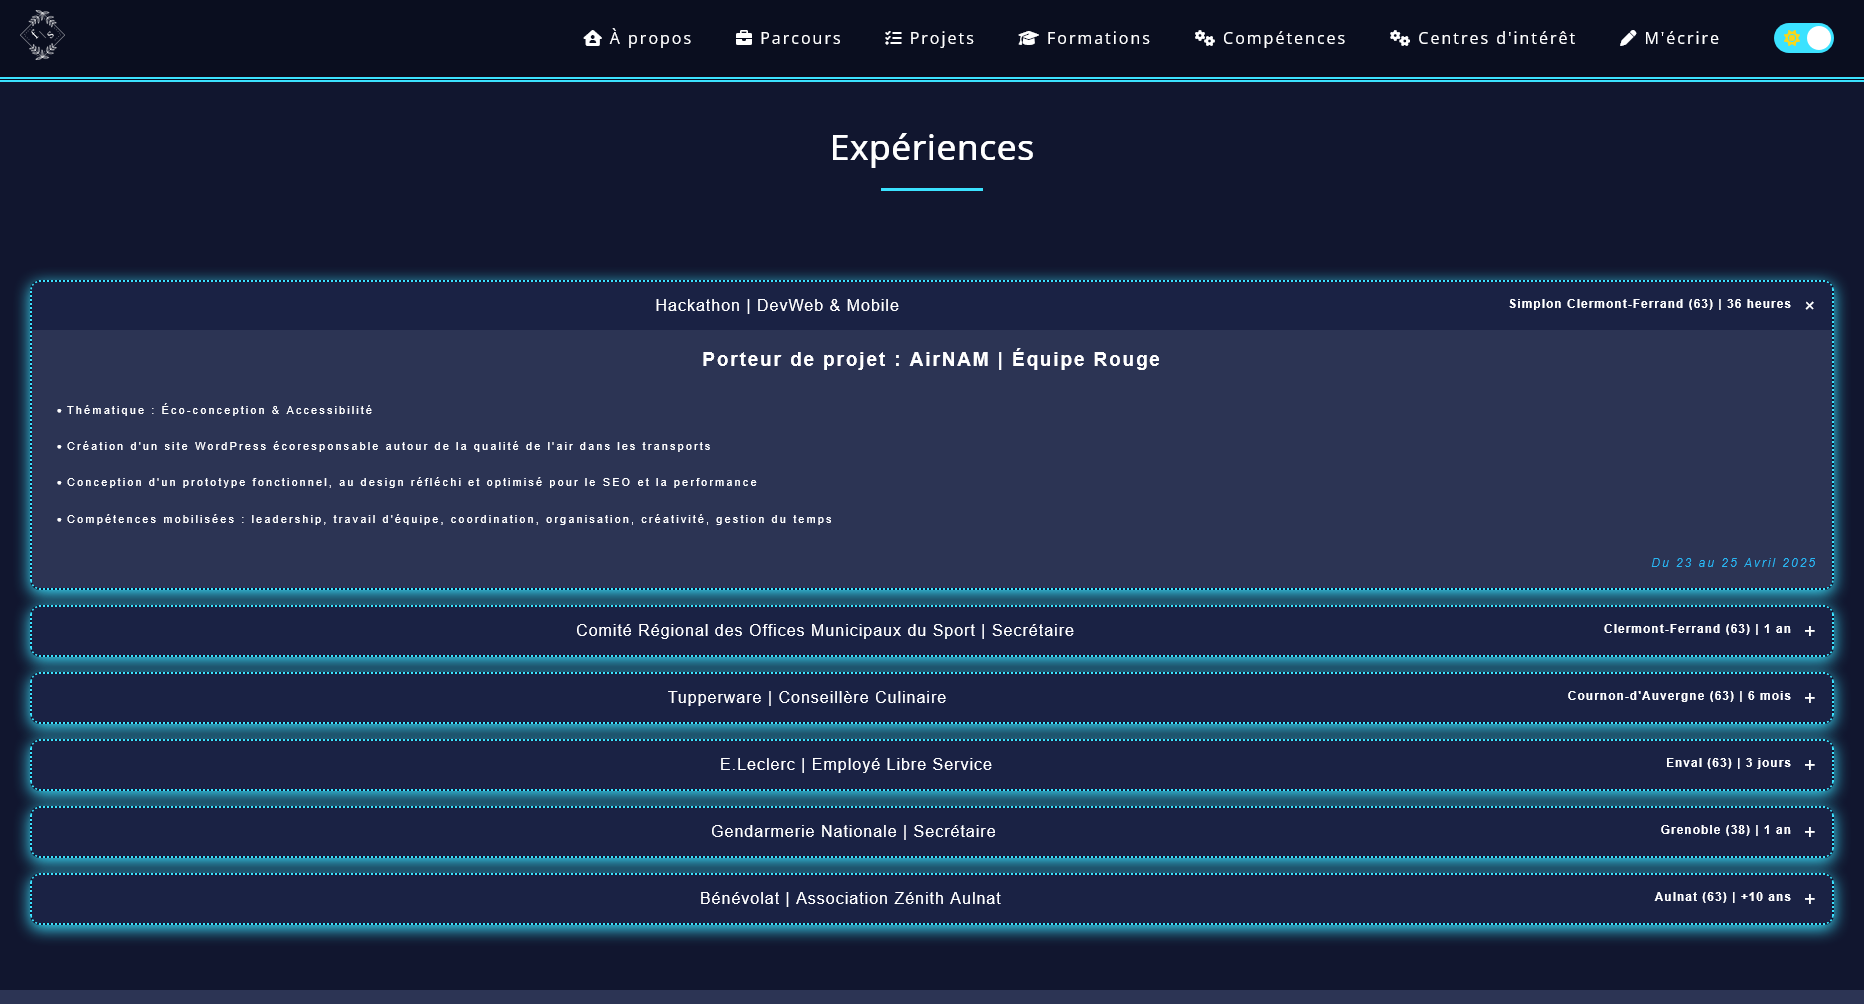 À propos Parcours Projets Formations Compétences Centres d'intérêt M'écrire
Expériences
Hackathon | DevWeb & Mobile Simplon Clermont-Ferrand (63) | 36 heures ×
Porteur de projet : AirNAM | Équipe Rouge
• Thématique : Éco-conception & Accessibilité
• Création d'un site WordPress écoresponsable autour de la qualité de l'air dans les transports
• Conception d'un prototype fonctionnel, au design réfléchi et optimisé pour le SEO et la performance
• Compétences mobilisées : leadership, travail d'équipe, coordination, organisation, créativité, gestion du temps
Du 23 au 25 Avril 2025
Comité Régional des Offices Municipaux du Sport | Secrétaire Clermont-Ferrand (63) | 1 an +
Tupperware | Conseillère Culinaire Cournon-d'Auvergne (63) | 6 mois +
E.Leclerc | Employé Libre Service Enval (63) | 3 jours +
Gendarmerie Nationale | Secrétaire Grenoble (38) | 1 an +
Bénévolat | Association Zénith Aulnat Aulnat (63) | +10 ans +